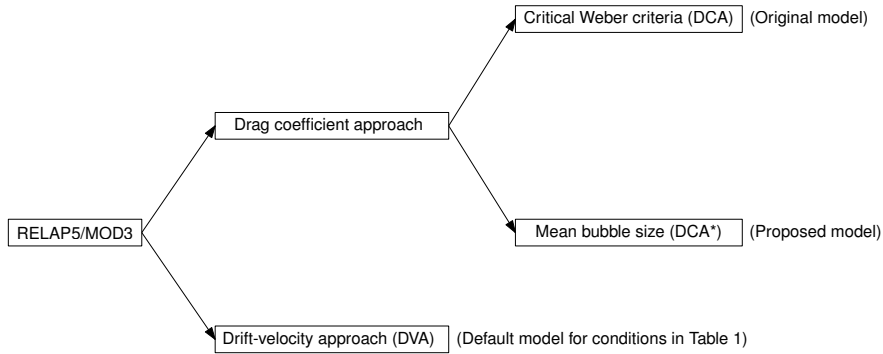 Critical Weber criteria (DCA) (Original model)
Drag coefficient approach
RELAP5/MOD3
Mean bubble size (DCA*) (Proposed model)
Drift-velocity approach (DVA) (Default model for conditions in Table 1)